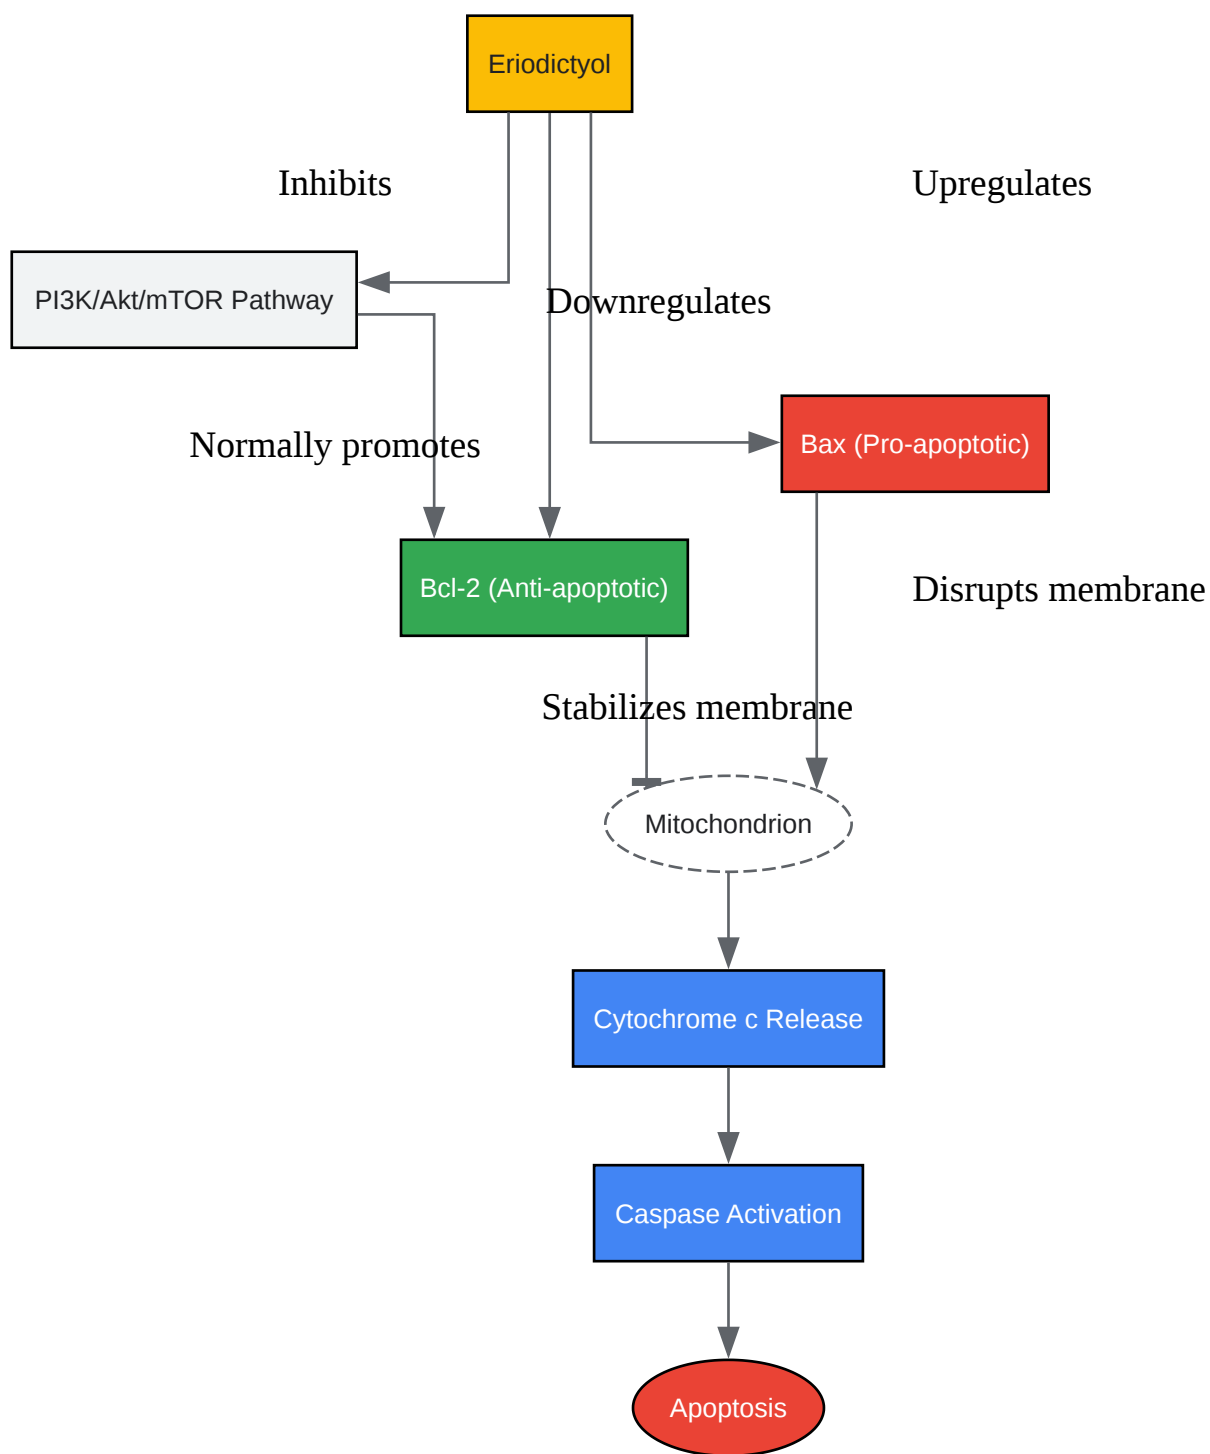 Eriodictyol
Inhibits
Upregulates
PI3K/Akt/mTOR Pathway
Downregulates
Normally promotes
Bax (Pro-apoptotic)
Bcl-2 (Anti-apoptotic)
Disrupts membrane
Stabilizes membrane
Mitochondrion
Cytochrome c Release
Caspase Activation
Apoptosis